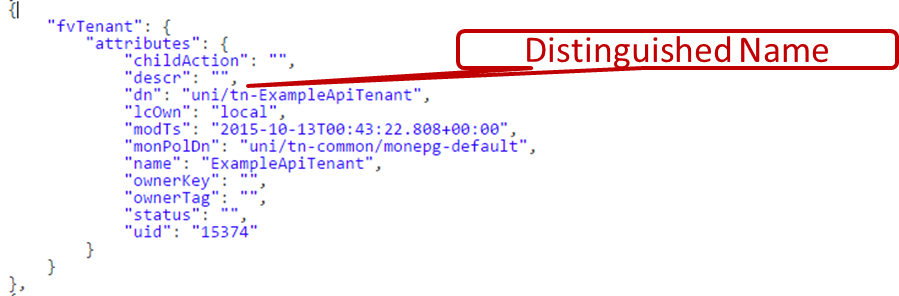 {
"fvTenant": {
"attributes": {
"childAction": "",
"descr": "",
"dn": "uni/tn-ExampleApiTenant",
"lcOwn": "local",
"modTs": "2015-10-13T00:43:22.808+00:00",
"monPolDn": "uni/tn-common/monepg-default",
"name": "ExampleApiTenant",
"ownerKey": "",
"ownerTag": "",
"status": "",
"uid": "15374"
}
}
},
Distinguished Name